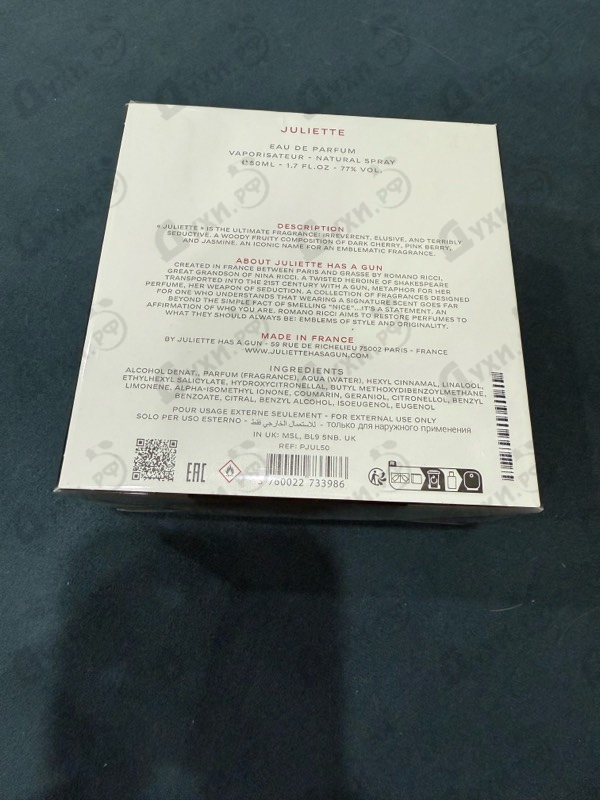 JULIETTE
EAU DE PARFUM
VAPORISATEUR - NATURAL SPRAY
℮50ML - 1.7 FL.OZ - 77% VOL.
DESCRIPTION
« JULIETTE » IS THE ULTIMATE FRAGRANCE: IRREVERENT, ELUSIVE, AND TERRIBLY
SEDUCTIVE. A WOODY FRUITY COMPOSITION OF DARK CHERRY, PINK BERRY,
AND JASMINE. AN ICONIC NAME FOR AN EMBLEMATIC FRAGRANCE.
ABOUT JULIETTE HAS A GUN
CREATED IN FRANCE BETWEEN PARIS AND GRASSE BY ROMANO RICCI,
GREAT GRANDSON OF NINA RICCI. A TWISTED HEROINE OF SHAKESPEARE
TRANSPORTED INTO THE 21ST CENTURY WITH A GUN, METAPHOR FOR HER
PERFUME, HER WEAPON OF SEDUCTION. A COLLECTION OF FRAGRANCES DESIGNED
FOR ONE WHO UNDERSTANDS THAT WEARING A SIGNATURE SCENT GOES FAR
BEYOND THE SIMPLE FACT OF SMELLING "NICE"...IT'S A STATEMENT, AN
AFFIRMATION OF WHO YOU ARE. ROMANO RICCI AIMS TO RESTORE PERFUMES TO
WHAT THEY SHOULD ALWAYS BE: EMBLEMS OF STYLE AND ORIGINALITY.
MADE IN FRANCE
BY JULIETTE HAS A GUN - 59 RUE DE RICHELIEU 75002 PARIS - FRANCE
WWW.JULIETTEHASAGUN.COM
INGREDIENTS
ALCOHOL DENAT., PARFUM (FRAGRANCE), AQUA (WATER), HEXYL CINNAMAL, LINALOOL,
ETHYLHEXYL SALICYLATE, HYDROXYCITRONELLAL, BUTYL METHOXYDIBENZOYLMETHANE,
LIMONENE, ALPHA-ISOMETHYL IONONE, COUMARIN, GERANIOL, CITRONELLOL, BENZYL
BENZOATE, CITRAL, BENZYL ALCOHOL, ISOEUGENOL, EUGENOL
POUR USAGE EXTERNE SEULEMENT - FOR EXTERNAL USE ONLY
SOLO PER USO ESTERNO - للاستعمال الخارجي فقط - только для наружного применения
IN UK: MSL, BL9 5NB. UK
REF: PJUL50
EAC
3 760022 733986
Духи.рф